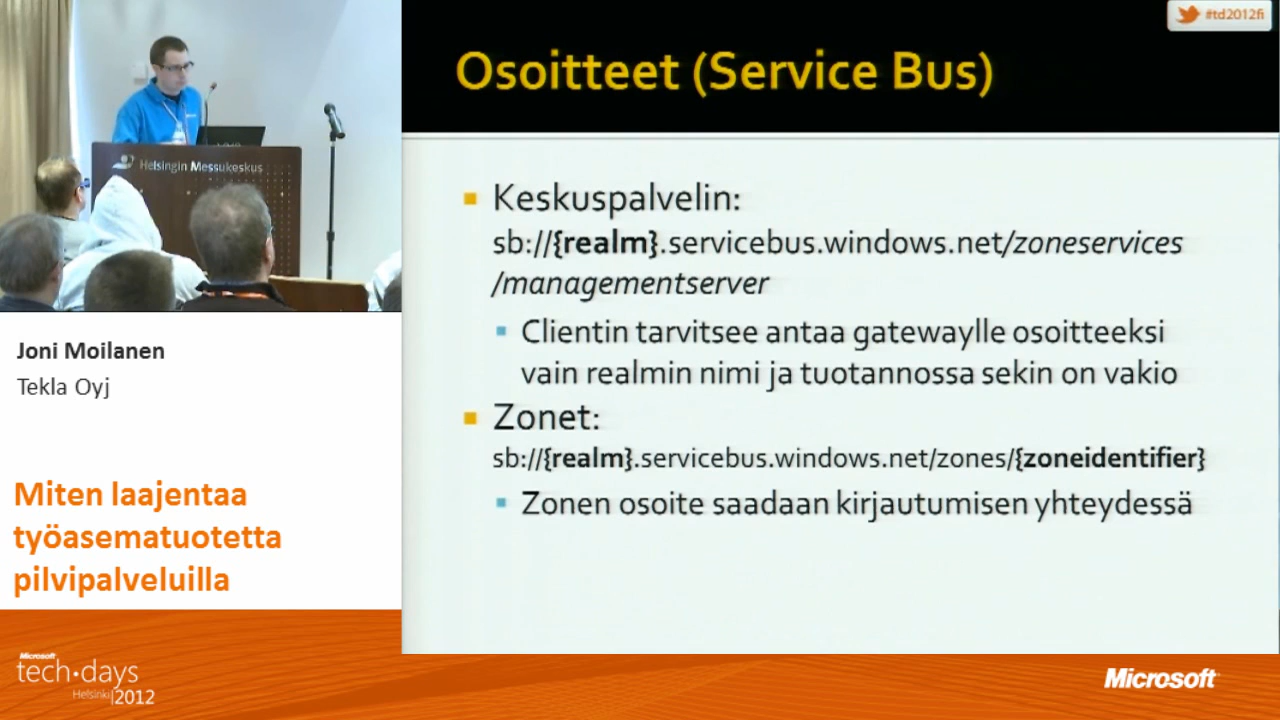 #td2012fi
Osoitteet (Service Bus)
Helsingin Messukeskus
Keskuspalvelin:
sb://{realm}.servicebus.windows.net/zoneservices
/managementserver
Clientin tarvitsee antaa gatewaylle osoitteeksi
vain realmin nimi ja tuotannossa sekin on vakio
Zonet:
sb://{realm}.servicebus.windows.net/zones/{zoneidentifier}
Zonen osoite saadaan kirjautumisen yhteydessä
Joni Moilanen
Tekla Oyj
Miten laajentaa
työasematuotetta
pilvipalveluilla
Microsoft
tech·days
Helsinki|2012
Microsoft